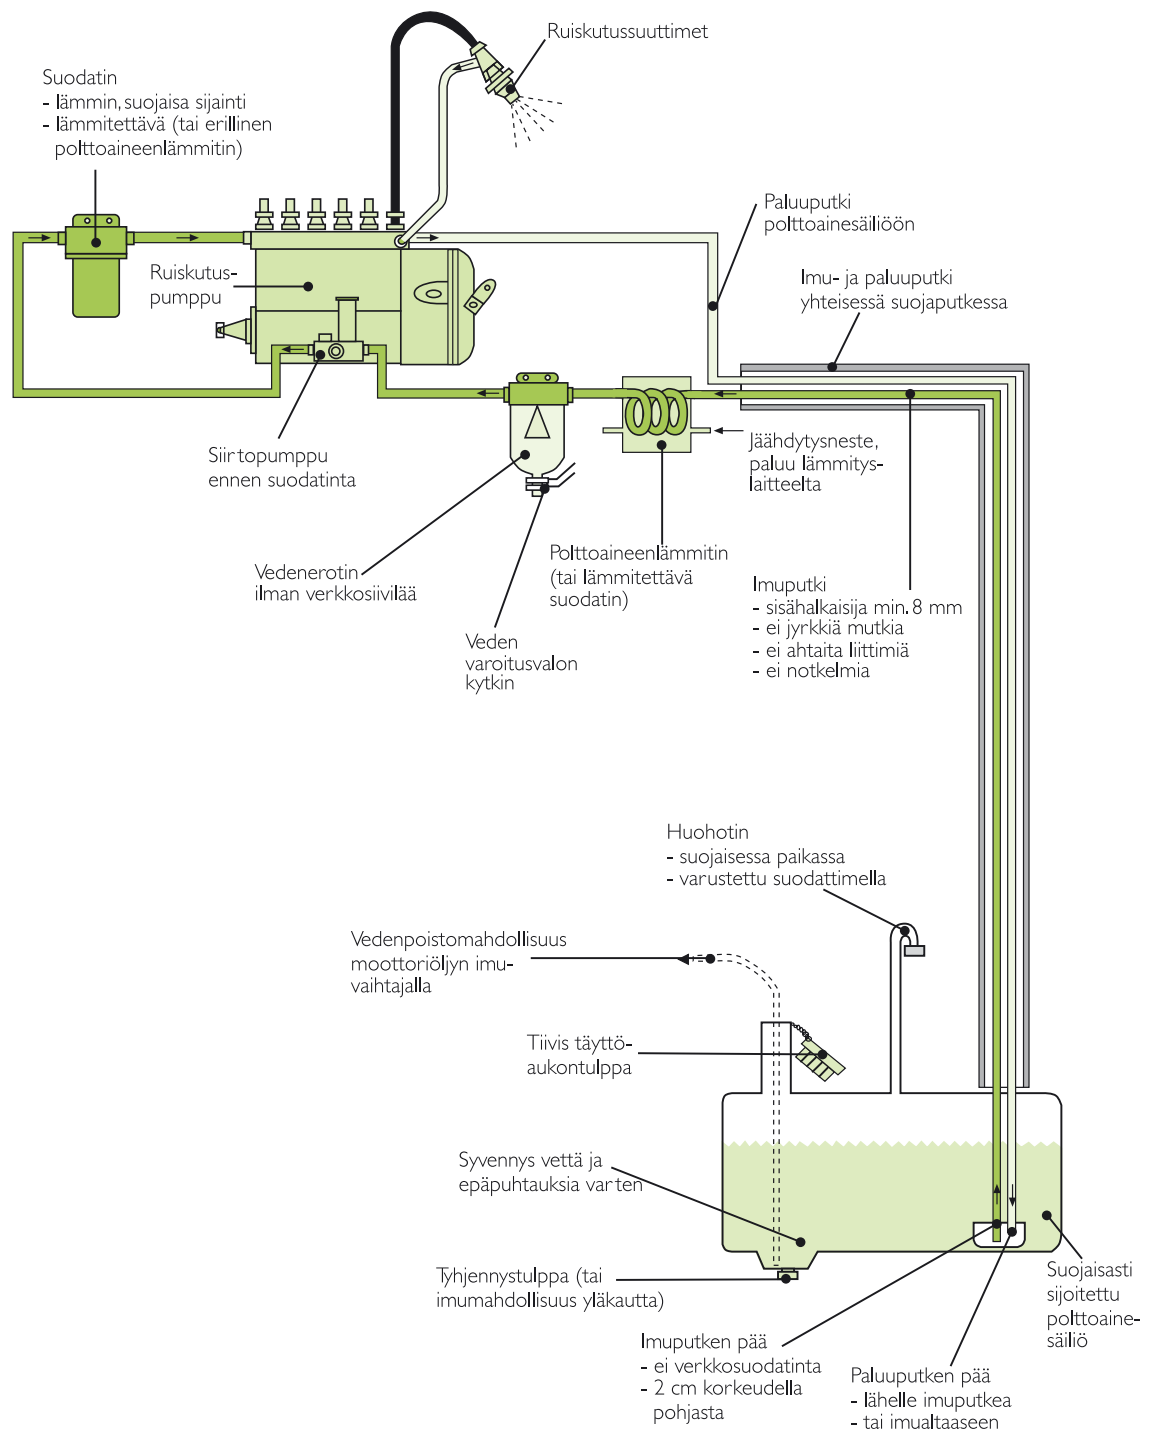 Ruiskutussuuttimet
Suodatin
- lämmin, suojaisa sijainti
- lämmitettävä (tai erillinen
polttoaineenlämmitin)
Paluuputki
polttoainesäiliöön
Ruiskutus-
pumppu
Imu- ja paluuputki
yhteisessä suojaputkessa
Siirtopumppu
ennen suodatinta
Jäähdytysneste,
paluu lämmitys-
laitteelta
Vedenerotin
ilman verkkosiivilää
Polttoaineenlämmitin
(tai lämmitettävä
suodatin)
Imuputki
- sisähalkaisija min. 8 mm
- ei jyrkkiä mutkia
- ei ahtaita liittimiä
- ei notkelmia
Veden
varoitusvalon
kytkin
Huohotin
- suojaisessa paikassa
- varustettu suodattimella
Vedenpoistomahdollisuus
moottoriöljyn imu-
vaihtajalla
Tiivis täyttö-
aukontulppa
Syvennys vettä ja
epäpuhtauksia varten
Tyhjennystulppa (tai
imumahdollisuus yläkautta)
Suojaisasti
sijoitettu
polttoaine-
säiliö
Imuputken pää
- ei verkkosuodatinta
- 2 cm korkeudella
pohjasta
Paluuputken pää
- lähelle imuputkea
- tai imualtaaseen